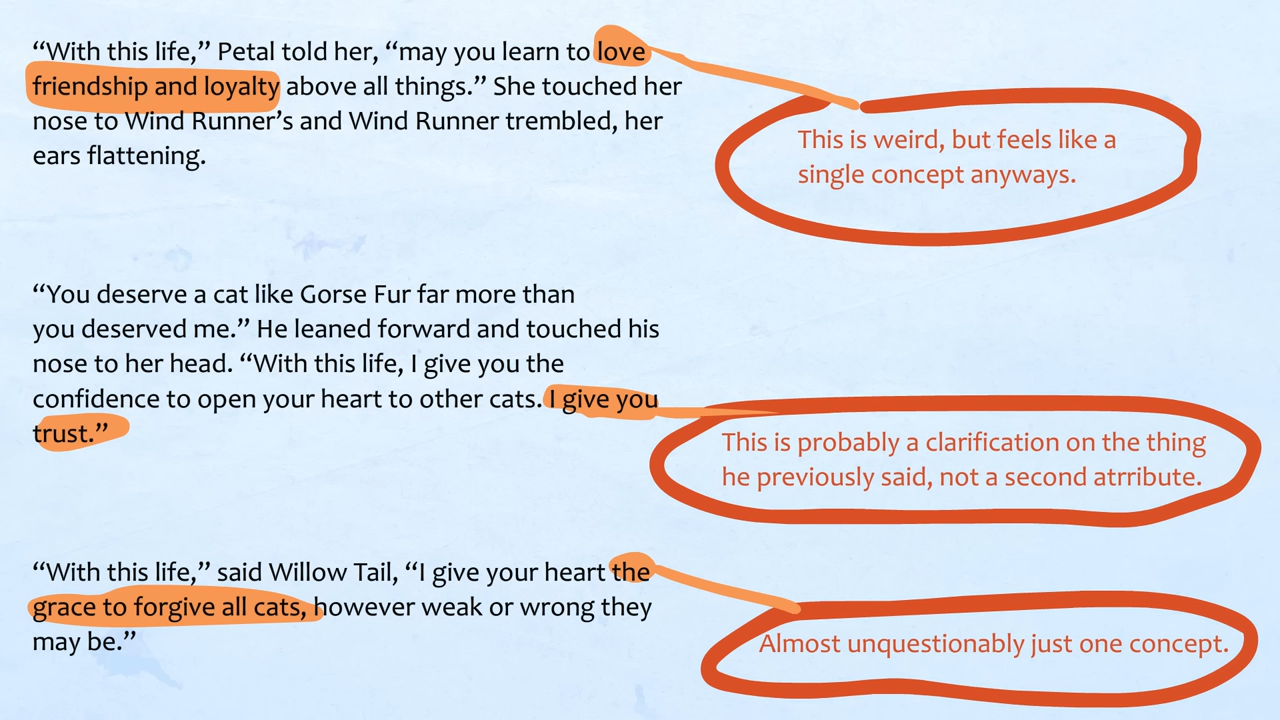 “With this life,” Petal told her, “may you learn to love
friendship and loyalty above all things.” She touched her
nose to Wind Runner’s and Wind Runner trembled, her
ears flattening.
This is weird, but feels like a
single concept anyways.
“You deserve a cat like Gorse Fur far more than
you deserved me.” He leaned forward and touched his
nose to her head. “With this life, I give you the
confidence to open your heart to other cats. I give you
trust.”
This is probably a clarification on the thing
he previously said, not a second atrribute.
“With this life,” said Willow Tail, “I give your heart the
grace to forgive all cats, however weak or wrong they
may be.”
Almost unquestionably just one concept.